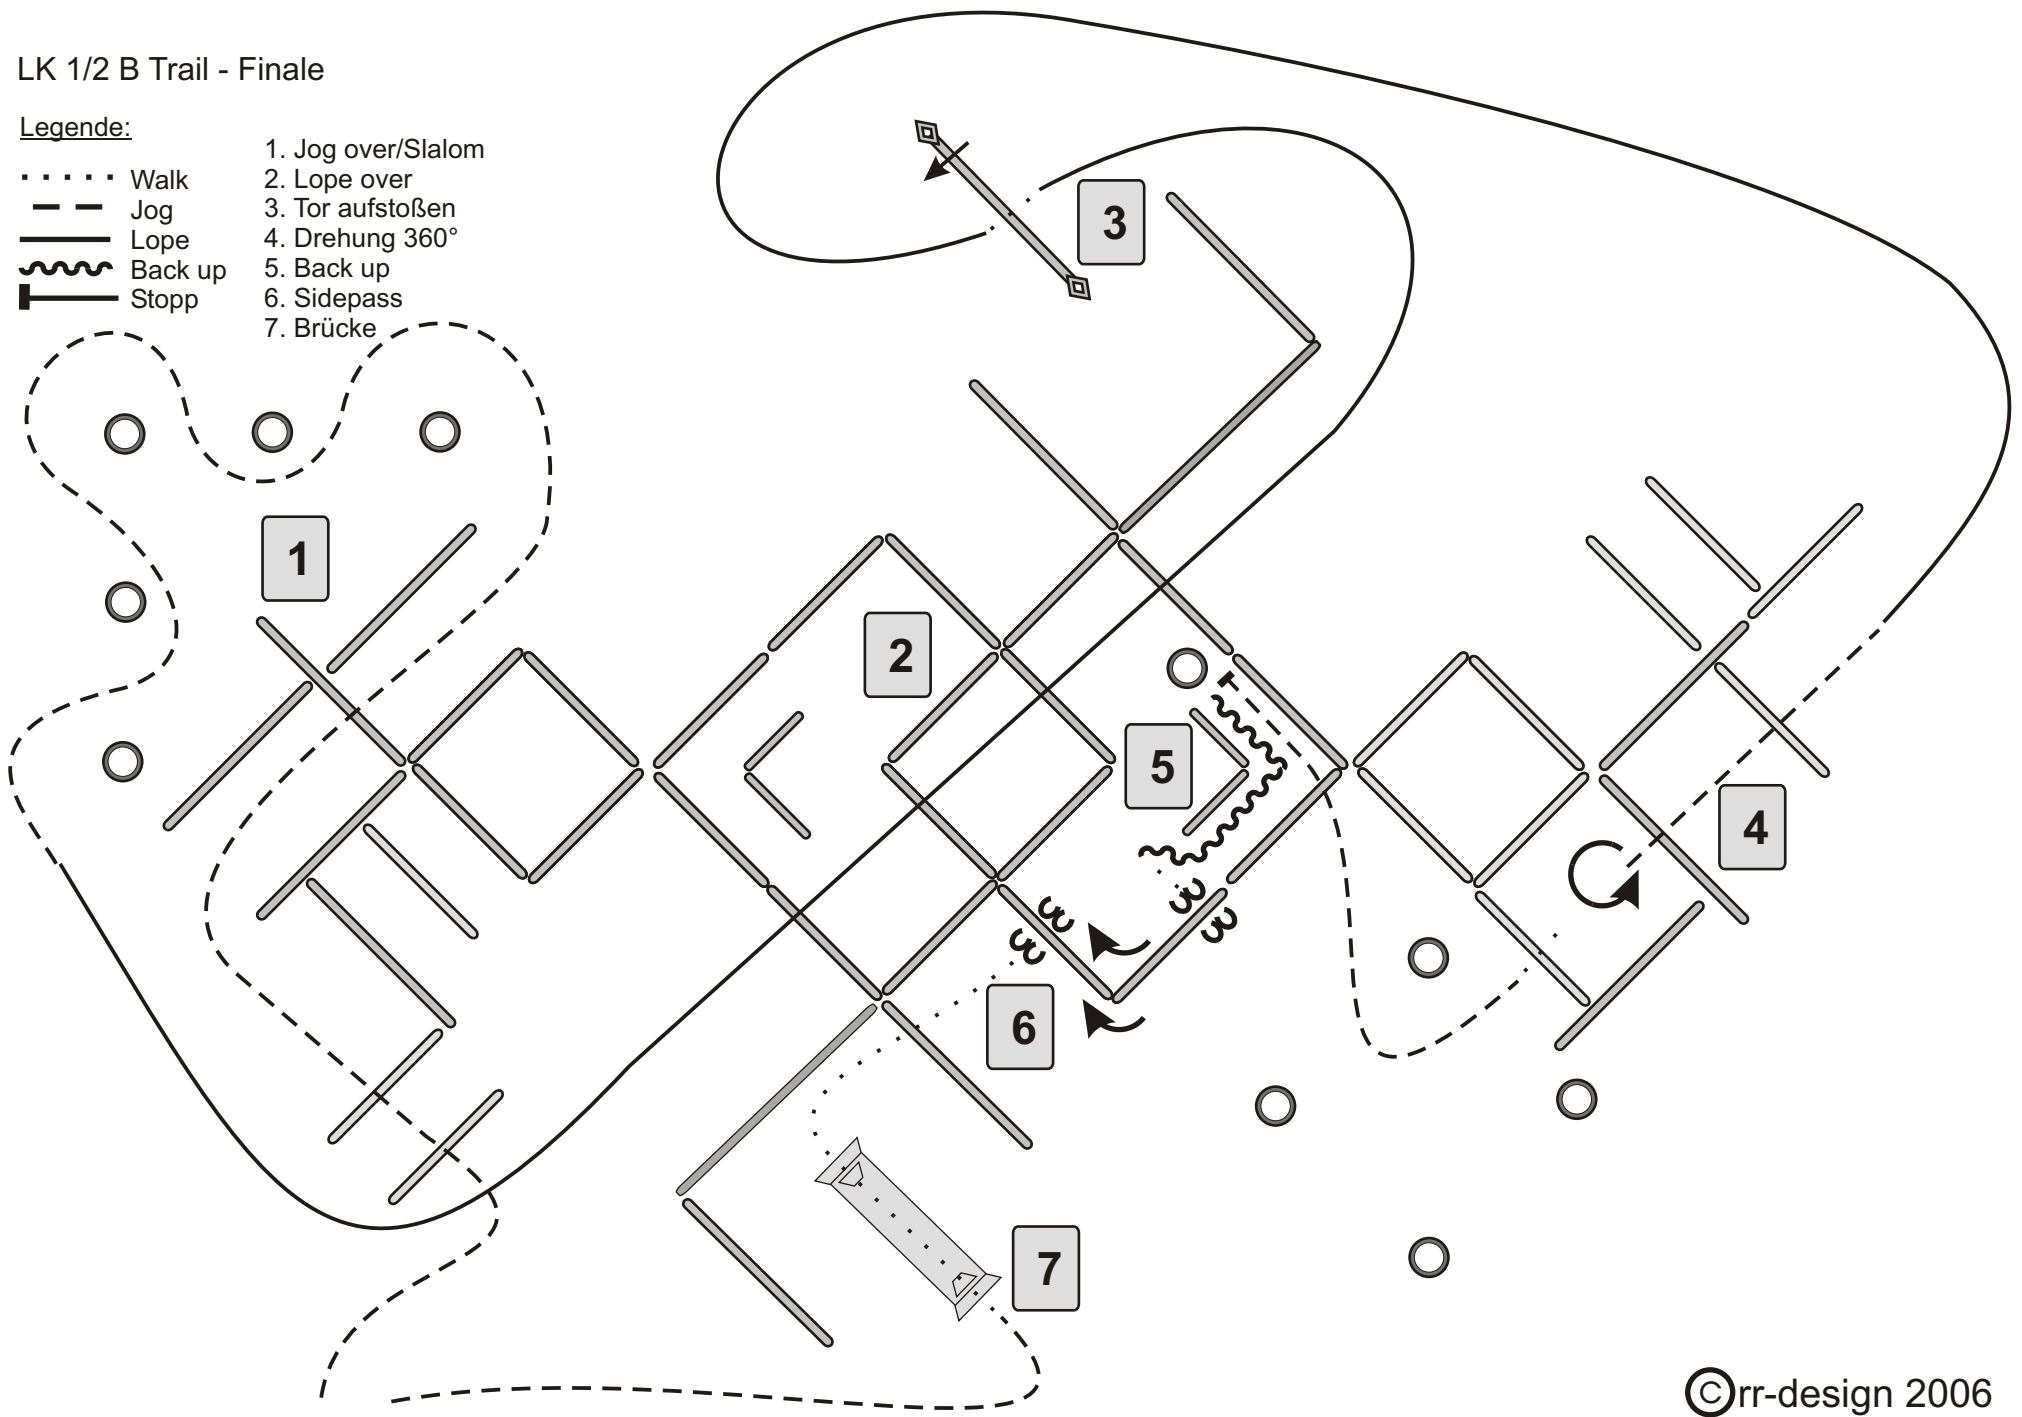 LK 1/2 B Trail - Finale
Legende:
Walk
Jog
Lope
Back up
Stopp
1. Jog over/Slalom
2. Lope over
3. Tor aufstoßen
4. Drehung 360°
5. Back up
6. Sidepass
7. Brücke
3
1
2
5
4
6
7
©rr-design 2006